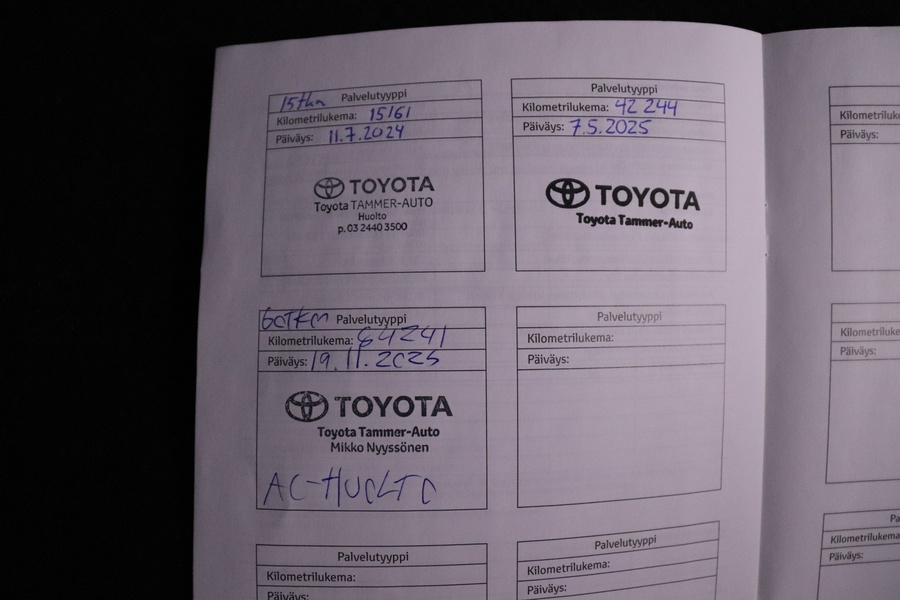 15tkm Palvelutyyppi
Kilometrilukema: 15161
Päiväys: 11.7.2024
TOYOTA
Toyota TAMMER-AUTO
Huolto
p. 03 2440 3500
Palvelutyyppi
Kilometrilukema: 42 244
Päiväys: 7.5.2025
TOYOTA
Toyota Tammer-Auto
60TKM Palvelutyyppi
Kilometrilukema: 64241
Päiväys: 19.11.2025
TOYOTA
Toyota Tammer-Auto
Mikko Nyyssönen
AC-HUOLTO
Palvelutyyppi
Kilometrilukema:
Päiväys:
Palvelutyyppi
Kilometrilukema:
Päiväys:
Palvelutyyppi
Kilometrilukema:
Päiväys:
Kilometriluke
Päiväys:
Kilometriluke
Päiväys:
Pa
Kilometrilukema
Päiväys: